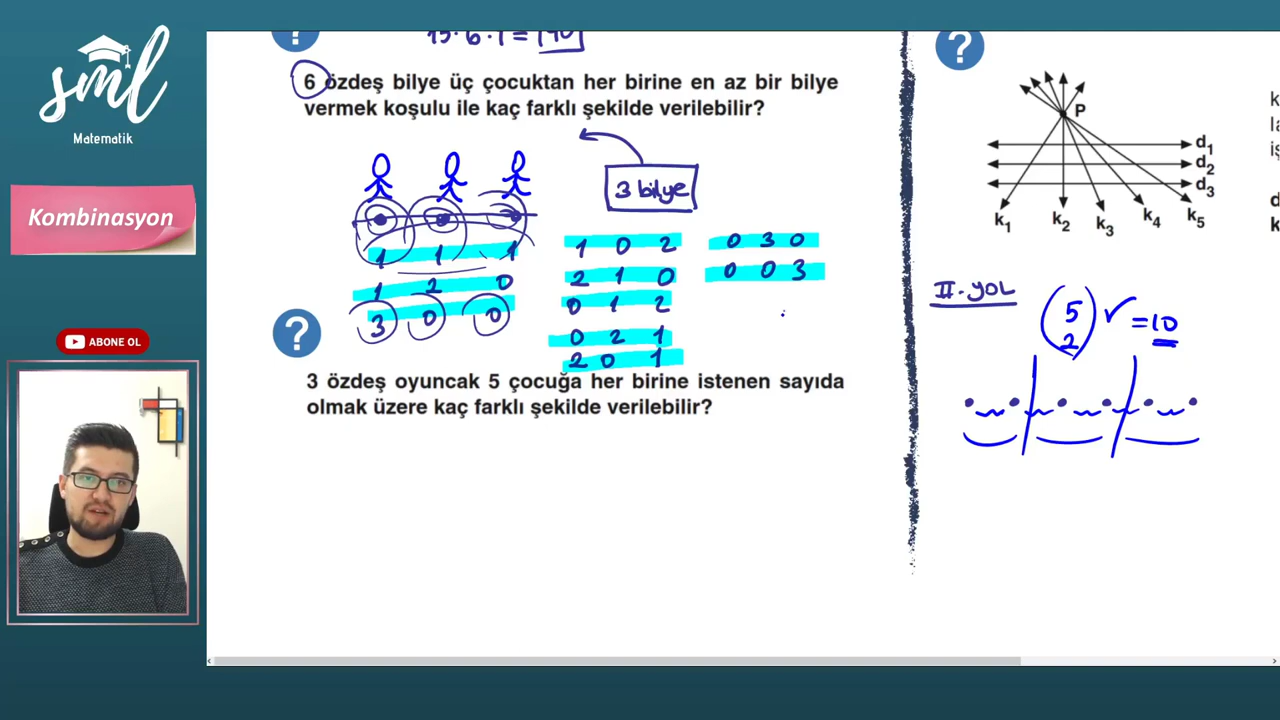 sml
Matematik
Kombinasyon
ABONE OL
15·6·1=
6 özdeş bilye üç çocuktan her birine en az bir bilye
vermek koşulu ile kaç farklı şekilde verilebilir?
3 bilye
1 1 1
1 2 0
3 0 0
1 0 2
2 1 0
0 1 2
0 2 1
2 0 1
0 3 0
0 0 3
3 özdeş oyuncak 5 çocuğa her birine istenen sayıda
olmak üzere kaç farklı şekilde verilebilir?
P
d1
d2
d3
k1 k2 k3 k4 k5
II-YOL
(5 2) ✓ =10